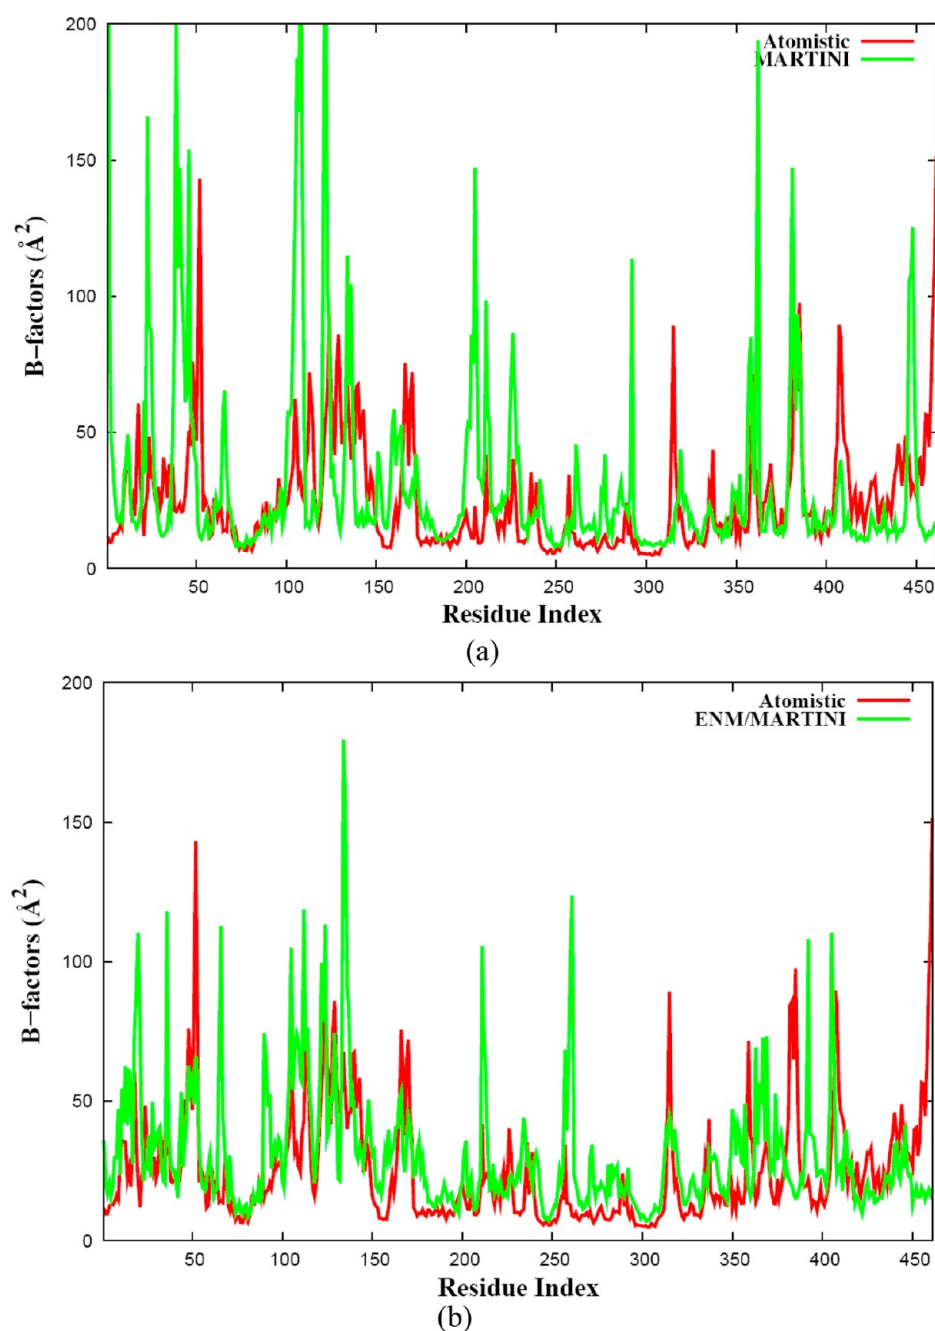 200
150
100
50
0
B-factors (Å²)
Atomistic
MARTINI
50 100 150 200 250 300 350 400 450
Residue Index
(a)
200
150
100
50
0
B-factors (Å²)
Atomistic
ENM/MARTINI
50 100 150 200 250 300 350 400 450
Residue Index
(b)